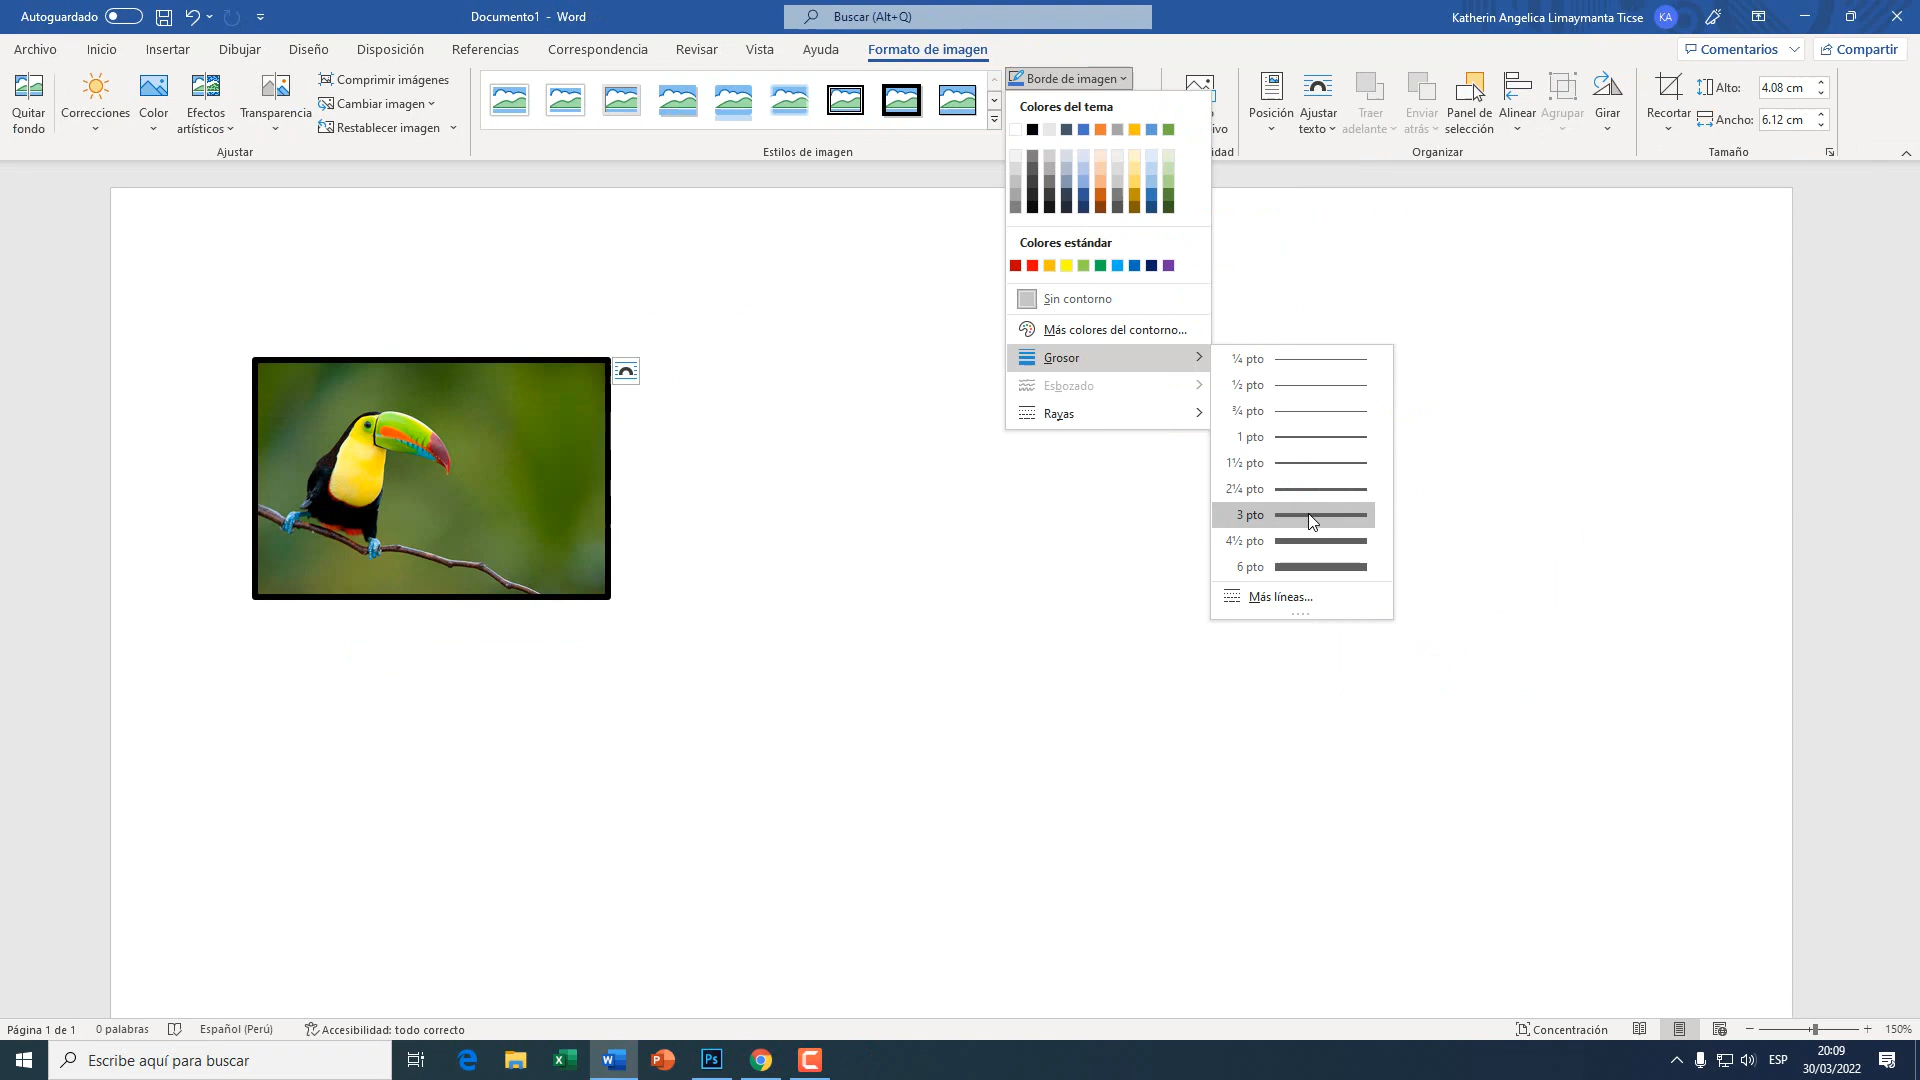 Autoguardado
Documento1 - Word
Buscar (Alt+Q)
Katherin Angelica Limaymanta Ticse
KA
Archivo Inicio Insertar Dibujar Diseño Disposición Referencias Correspondencia Revisar Vista Ayuda Formato de imagen
Comentarios
Compartir
Quitar fondo
Correcciones
Color
Efectos artísticos
Transparencia
Comprimir imágenes
Cambiar imagen
Restablecer imagen
Ajustar
Estilos de imagen
Borde de imagen
Posición
Ajustar texto
Traer adelante
Enviar atrás
Panel de selección
Alinear
Agrupar
Girar
Organizar
Recortar
Alto: 4.08 cm
Ancho: 6.12 cm
Tamaño
Colores del tema
Colores estándar
Sin contorno
Más colores del contorno...
Grosor
Esbozado
Rayas
¼ pto
½ pto
¾ pto
1 pto
1½ pto
2¼ pto
3 pto
4½ pto
6 pto
Más líneas...
Página 1 de 1 0 palabras Español (Perú) Accesibilidad: todo correcto
Concentración
150%
Escribe aquí para buscar
Ps
ESP
20:09
30/03/2022